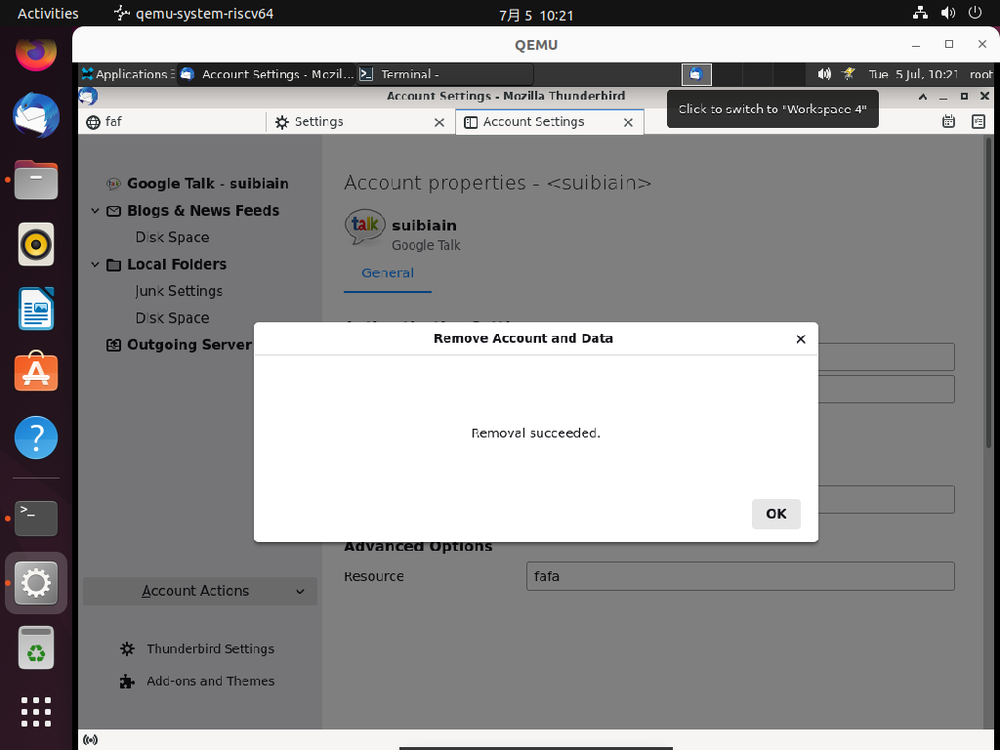 Activities
qemu-system-riscv64
7月 5 10:21
QEMU
Applications
Account Settings - Mozil...
Terminal -
Tue 5 Jul, 10:21
root
Account Settings - Mozilla Thunderbird
Click to switch to "Workspace 4"
faf
Settings
Account Settings
Google Talk - suibiain
Blogs & News Feeds
Disk Space
Local Folders
Junk Settings
Disk Space
Outgoing Server
Account Actions
Thunderbird Settings
Add-ons and Themes
Account properties - <suibiain>
talk
suibiain
Google Talk
General
Remove Account and Data
Removal succeeded.
OK
Advanced Options
Resource
fafa